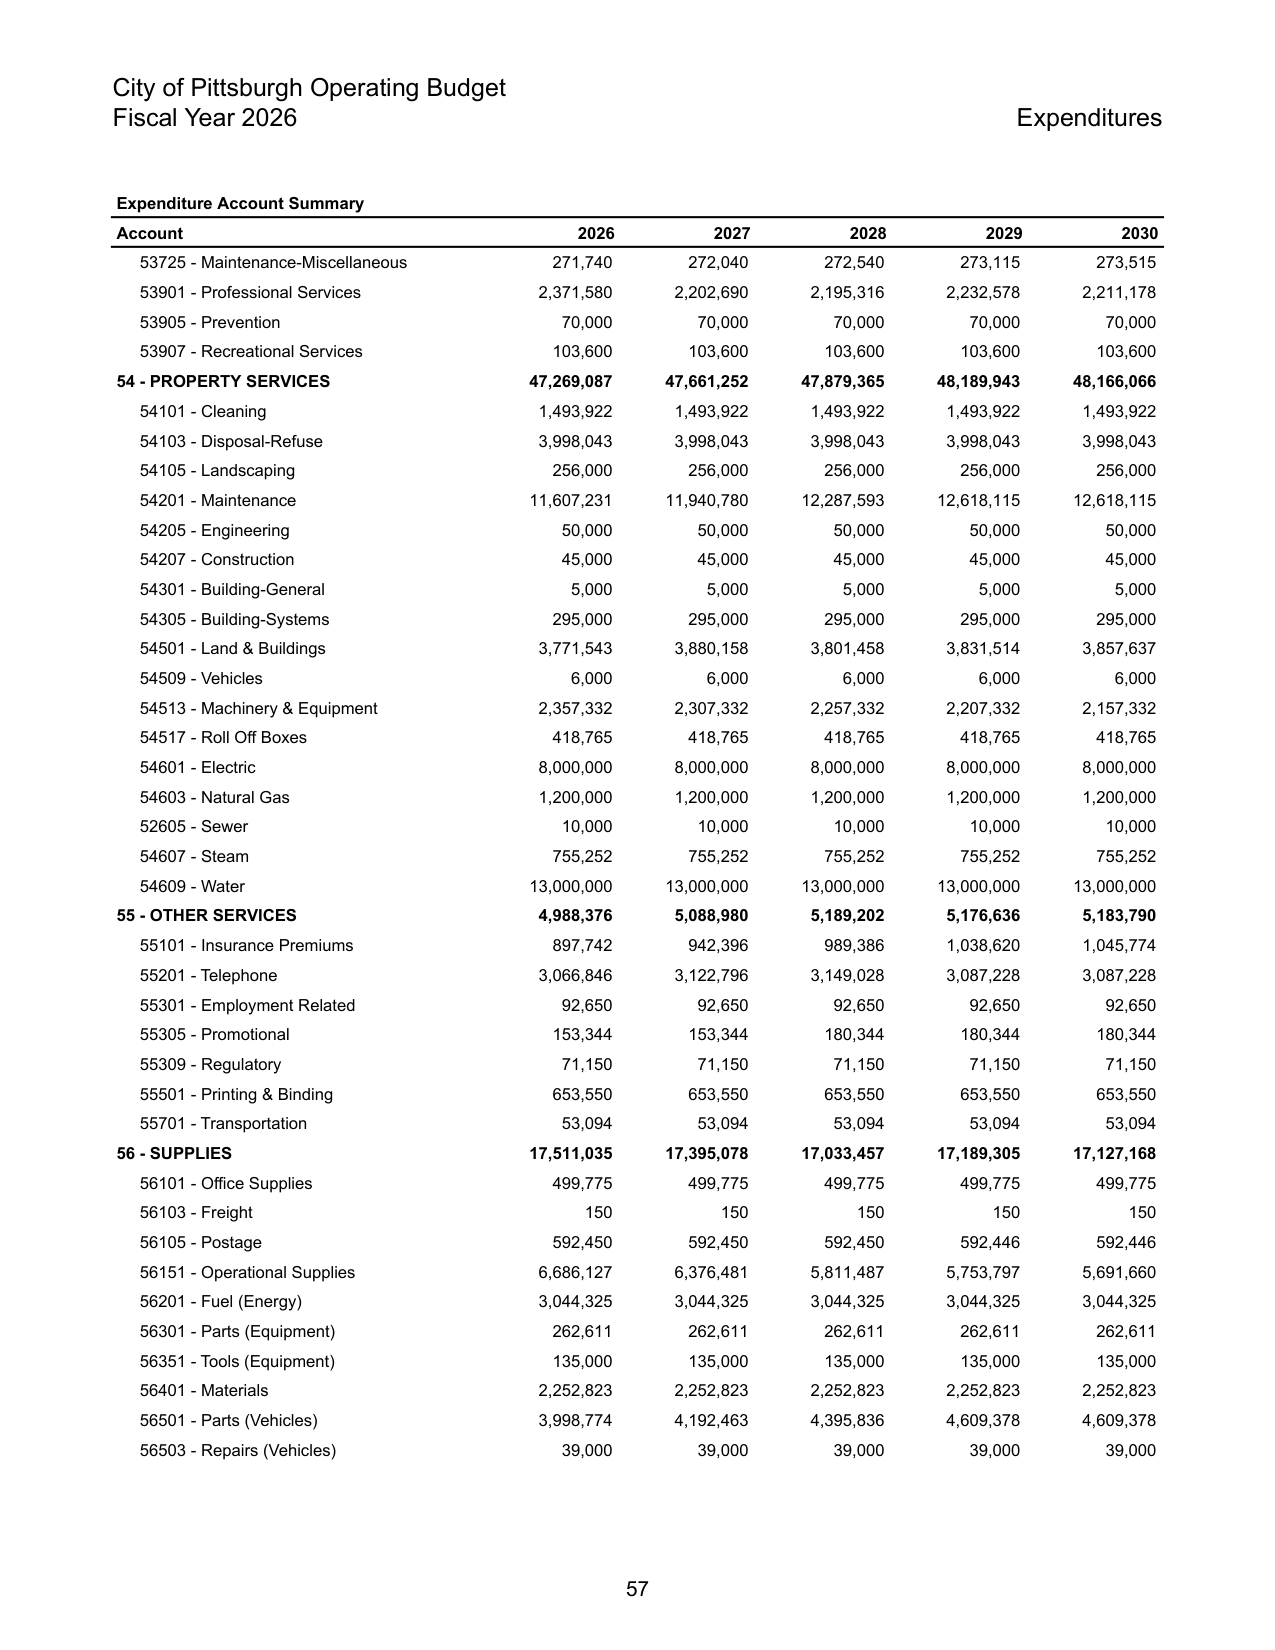 City of Pittsburgh Operating Budget
Fiscal Year 2026 Expenditures
Expenditure Account Summary
Account 2026 2027 2028 2029 2030
53725 - Maintenance-Miscellaneous 271,740 272,040 272,540 273,115 273,515
53901 - Professional Services 2,371,580 2,202,690 2,195,316 2,232,578 2,211,178
53905 - Prevention 70,000 70,000 70,000 70,000 70,000
53907 - Recreational Services 103,600 103,600 103,600 103,600 103,600
54 - PROPERTY SERVICES 47,269,087 47,661,252 47,879,365 48,189,943 48,166,066
54101 - Cleaning 1,493,922 1,493,922 1,493,922 1,493,922 1,493,922
54103 - Disposal-Refuse 3,998,043 3,998,043 3,998,043 3,998,043 3,998,043
54105 - Landscaping 256,000 256,000 256,000 256,000 256,000
54201 - Maintenance 11,607,231 11,940,780 12,287,593 12,618,115 12,618,115
54205 - Engineering 50,000 50,000 50,000 50,000 50,000
54207 - Construction 45,000 45,000 45,000 45,000 45,000
54301 - Building-General 5,000 5,000 5,000 5,000 5,000
54305 - Building-Systems 295,000 295,000 295,000 295,000 295,000
54501 - Land & Buildings 3,771,543 3,880,158 3,801,458 3,831,514 3,857,637
54509 - Vehicles 6,000 6,000 6,000 6,000 6,000
54513 - Machinery & Equipment 2,357,332 2,307,332 2,257,332 2,207,332 2,157,332
54517 - Roll Off Boxes 418,765 418,765 418,765 418,765 418,765
54601 - Electric 8,000,000 8,000,000 8,000,000 8,000,000 8,000,000
54603 - Natural Gas 1,200,000 1,200,000 1,200,000 1,200,000 1,200,000
52605 - Sewer 10,000 10,000 10,000 10,000 10,000
54607 - Steam 755,252 755,252 755,252 755,252 755,252
54609 - Water 13,000,000 13,000,000 13,000,000 13,000,000 13,000,000
55 - OTHER SERVICES 4,988,376 5,088,980 5,189,202 5,176,636 5,183,790
55101 - Insurance Premiums 897,742 942,396 989,386 1,038,620 1,045,774
55201 - Telephone 3,066,846 3,122,796 3,149,028 3,087,228 3,087,228
55301 - Employment Related 92,650 92,650 92,650 92,650 92,650
55305 - Promotional 153,344 153,344 180,344 180,344 180,344
55309 - Regulatory 71,150 71,150 71,150 71,150 71,150
55501 - Printing & Binding 653,550 653,550 653,550 653,550 653,550
55701 - Transportation 53,094 53,094 53,094 53,094 53,094
56 - SUPPLIES 17,511,035 17,395,078 17,033,457 17,189,305 17,127,168
56101 - Office Supplies 499,775 499,775 499,775 499,775 499,775
56103 - Freight 150 150 150 150 150
56105 - Postage 592,450 592,450 592,450 592,446 592,446
56151 - Operational Supplies 6,686,127 6,376,481 5,811,487 5,753,797 5,691,660
56201 - Fuel (Energy) 3,044,325 3,044,325 3,044,325 3,044,325 3,044,325
56301 - Parts (Equipment) 262,611 262,611 262,611 262,611 262,611
56351 - Tools (Equipment) 135,000 135,000 135,000 135,000 135,000
56401 - Materials 2,252,823 2,252,823 2,252,823 2,252,823 2,252,823
56501 - Parts (Vehicles) 3,998,774 4,192,463 4,395,836 4,609,378 4,609,378
56503 - Repairs (Vehicles) 39,000 39,000 39,000 39,000 39,000
57